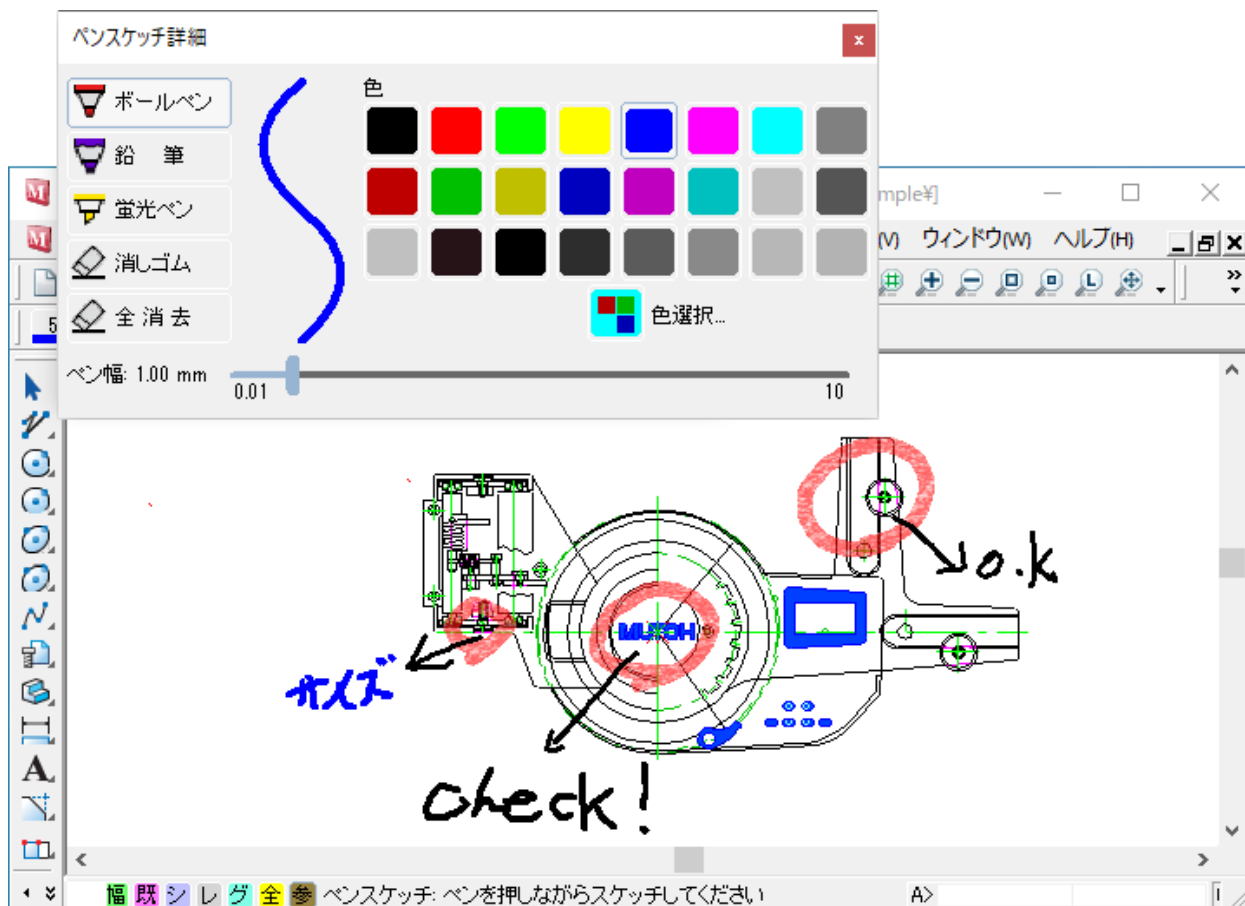 ペンスケッチ詳細
ボールペン
鉛 筆
蛍光ペン
消しゴム
全 消 去
色
色選択...
ペン幅: 1.00 mm
0.01
10
mple¥]
(V) ウィンドウ(W) ヘルプ(H)
5
L
A
o.k
MUTOH
サイズ
check!
幅 既 シ レ グ 全 参 ペンスケッチ: ペンを押しながらスケッチしてください
A>